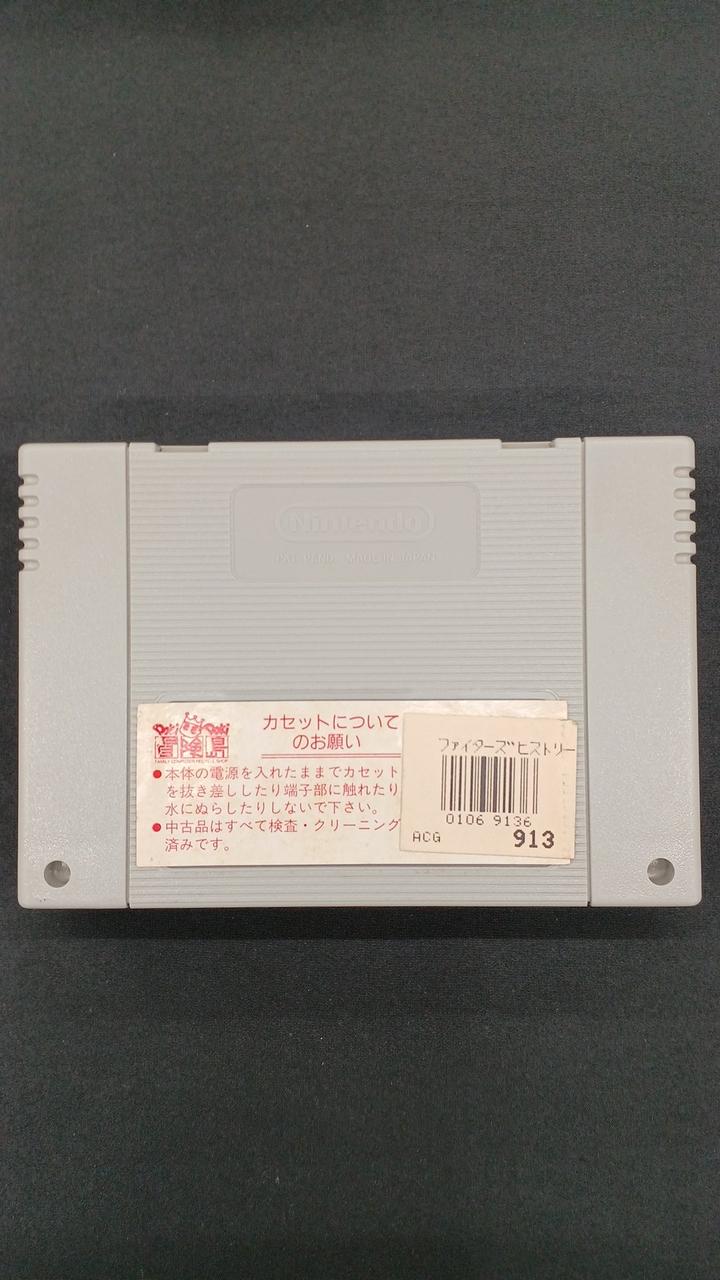 Nintendo
PAT. PEND. MADE IN JAPAN
DokiDoki
冒険島
FAMILY COMPUTER RECYCLE SHOP
カセットについて
のお願い
●本体の電源を入れたままでカセット
を抜き差ししたり端子部に触れたり
水にぬらしたりしないで下さい。
●中古品はすべて検査・クリーニング
済みです。
ファイターズヒストリー
0106 9136
ACG 913